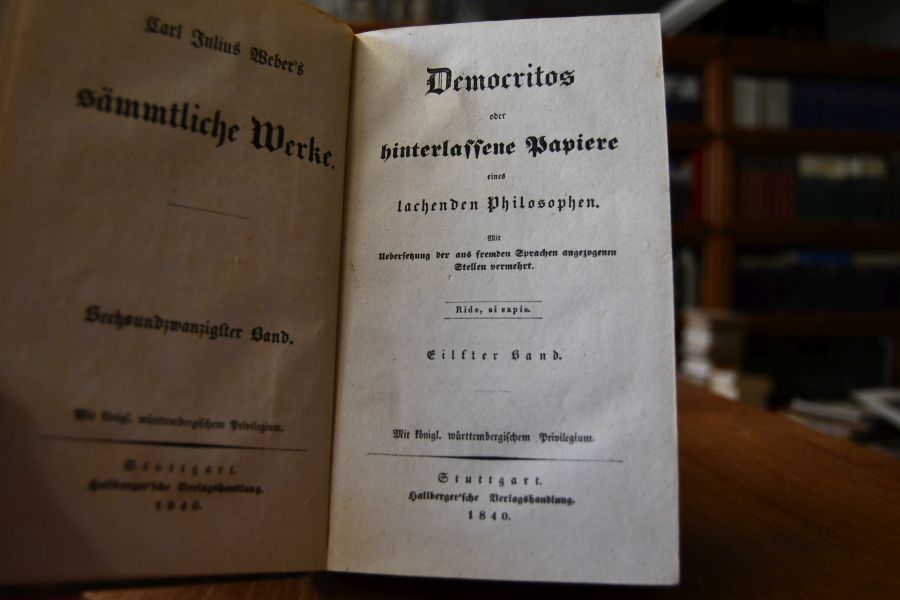 Carl Julius Weber's
sämmtliche Werke.
Sechsundzwanzigster Band.
Mit königl. württembergischem Privilegium.
Stuttgart.
Hallberger'sche Verlagshandlung.
1840.
Democritos
oder
hinterlassene Papiere
eines
lachenden Philosophen.
Mit
Uebersetzung der aus fremden Sprachen angezogenen
Stellen vermehrt.
Ride, si sapis.
Eilfter Band.
Mit königl. württembergischem Privilegium.
Stuttgart.
Hallberger'sche Verlagshandlung.
1840.